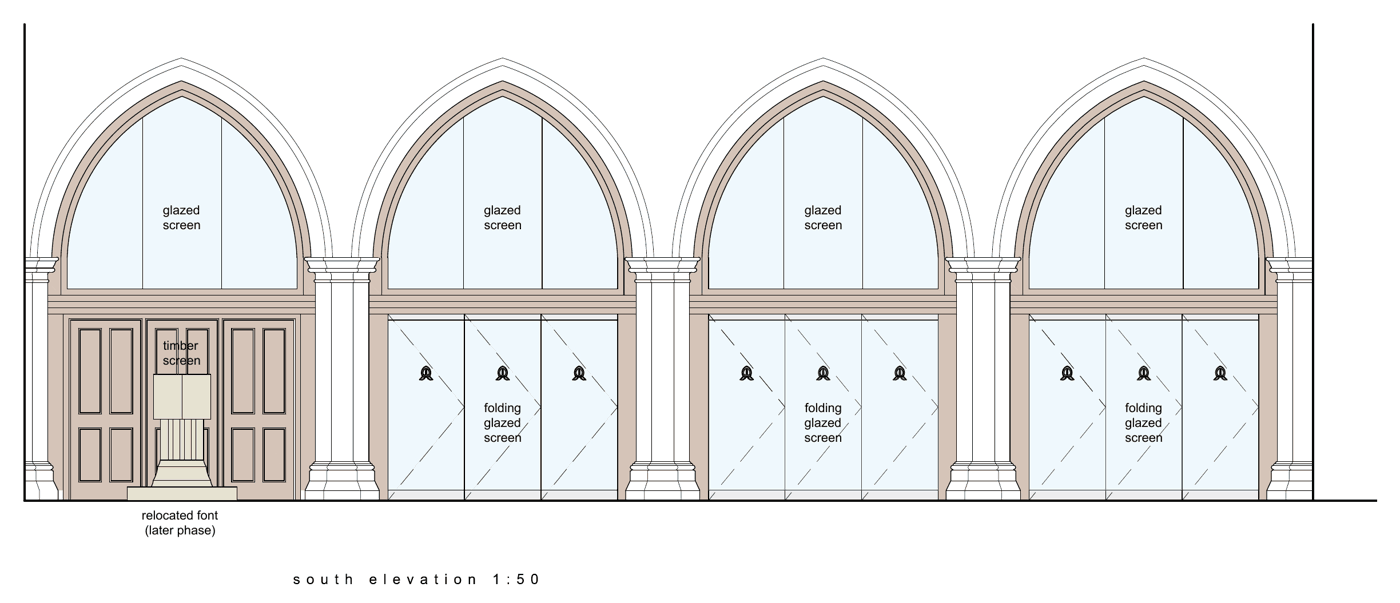 glazed
screen
glazed
screen
glazed
screen
glazed
screen
timber
screen
folding
glazed
screen
folding
glazed
screen
folding
glazed
screen
relocated font
(later phase)
south elevation 1:50